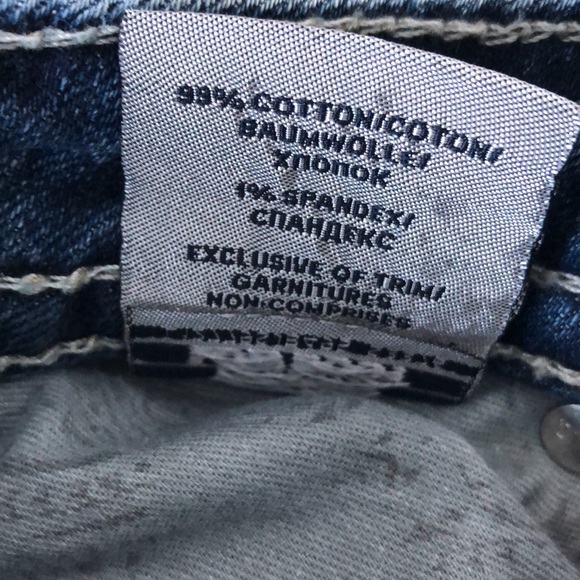 99% COTTON/COTON/
BAUMWOLLE/
ХЛОПОК
1% SPANDEX/
СПАНДЕКС
EXCLUSIVE OF TRIM/
GARNITURES
NON-COMPRISES